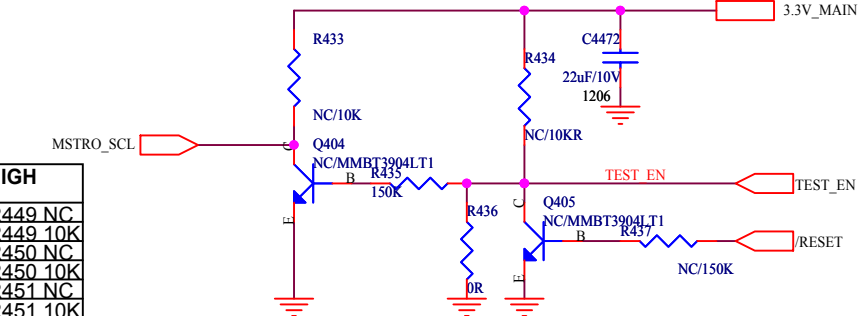 3.3V_MAIN
R433
C4472
R434
22uF/10V
1206
NC/10K
NC/10KR
MSTRO_SCL
C
Q404
NC/MMBT3904LT1
IGH
R435
B
150K
TEST_EN
TEST_EN
R436
C
Q405
NC/MMBT3904LT1
R437
B
/RESET
E
NC/150K
E
0R
449 NC
449 10K
450 NC
450 10K
451 NC
451 10K